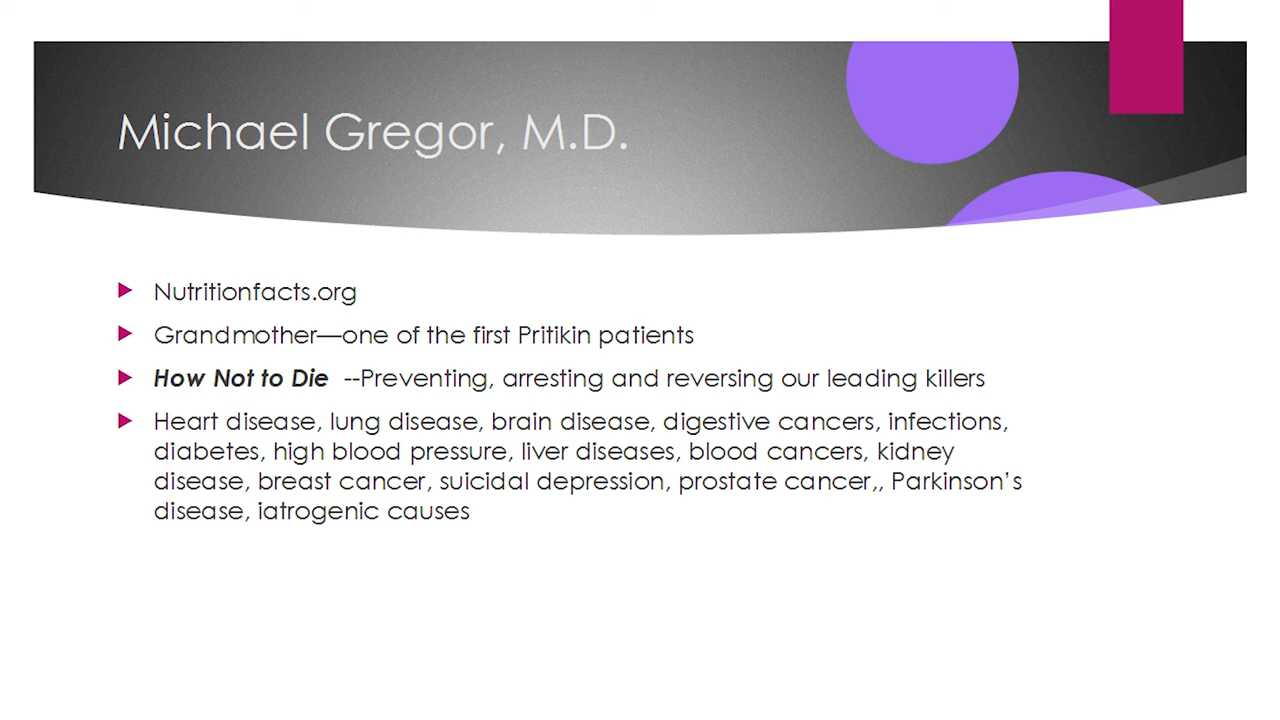 Michael Gregor, M.D.
Nutritionfacts.org
Grandmother—one of the first Pritikin patients
How Not to Die --Preventing, arresting and reversing our leading killers
Heart disease, lung disease, brain disease, digestive cancers, infections,
diabetes, high blood pressure, liver diseases, blood cancers, kidney
disease, breast cancer, suicidal depression, prostate cancer,, Parkinson’s
disease, iatrogenic causes